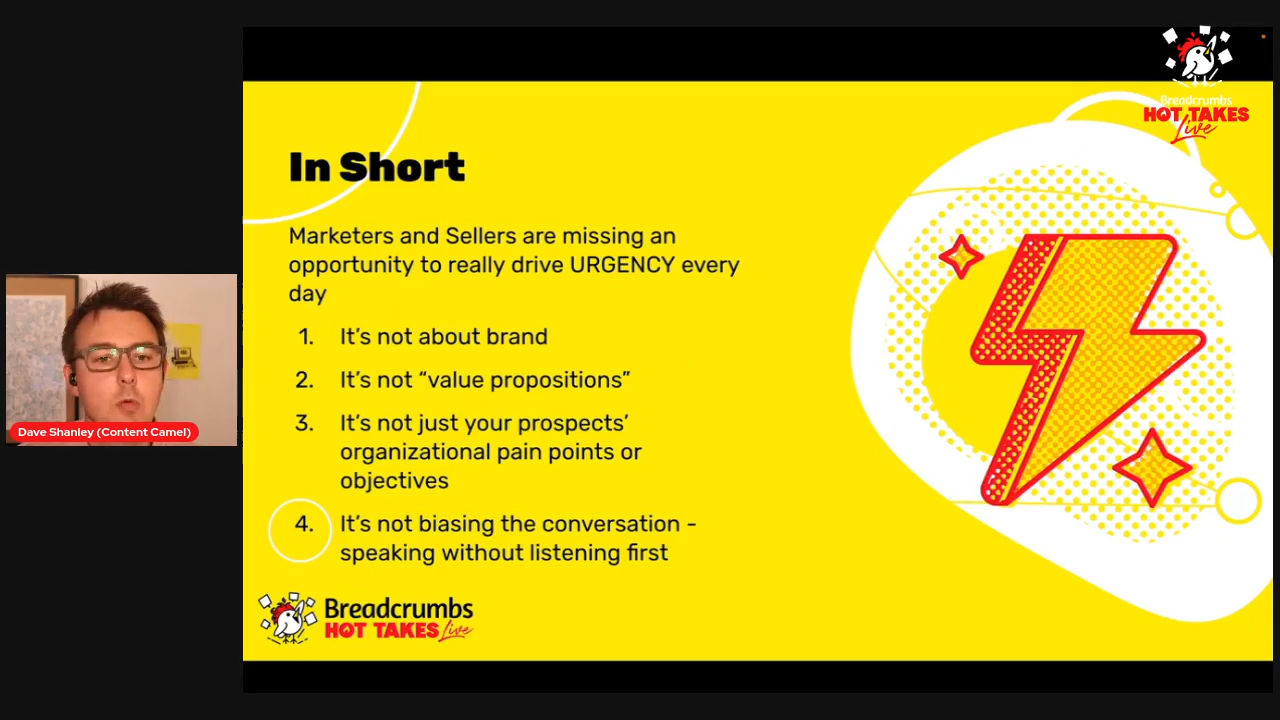 Breadcrumbs
HOT TAKES
Live
In Short
Marketers and Sellers are missing an
opportunity to really drive URGENCY every
day
1. It’s not about brand
2. It’s not “value propositions”
3. It’s not just your prospects’
organizational pain points or
objectives
4. It’s not biasing the conversation -
speaking without listening first
Dave Shanley (Content Camel)
Breadcrumbs
HOT TAKES Live